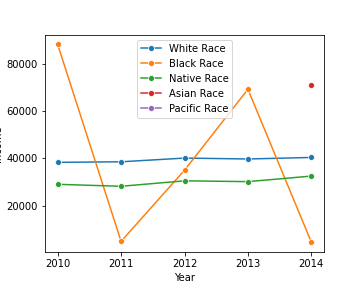 White Race
Black Race
Native Race
Asian Race
Pacific Race
80000
60000
40000
20000
2010 2011 2012 2013 2014
Year